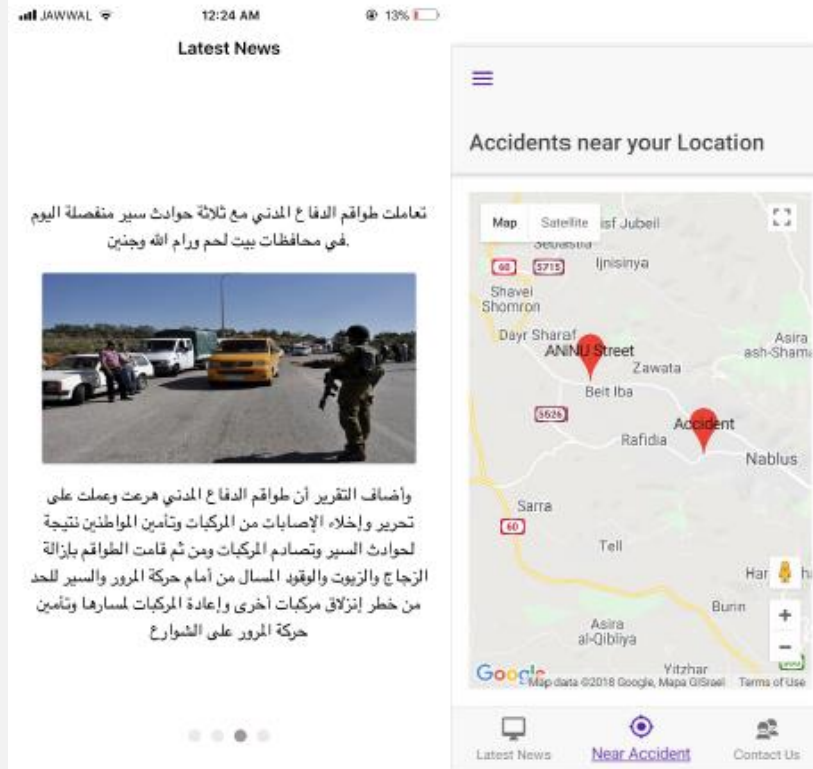 JAWWAL 12:24 AM 13%
Latest News
تعاملت طواقم الدفاع المدني مع ثلاثة حوادث سير منفصلة اليوم
.في محافظات بيت لحم ورام الله وجنين
وأضاف التقرير أن طواقم الدفاع المدني هرعت وعملت على
تحرير وإخلاء الإصابات من المركبات وتأمين المواطنين نتيجة
لحوادث السير وتصادم المركبات ومن ثم قامت الطواقم بإزالة
الزجاج والزيوت والوقود المسال من أمام حركة المرور والسير للحد
من خطر إنزلاق مركبات أخرى وإعادة المركبات لمسارها وتأمين
حركة المرور على الشوارع
Accidents near your Location
Map Satellite isf Jubeil
Sebastia
60 5715 Ijnisinya
Shavei
Shomron
Dayr Sharaf
Asira
ANINU Street
ash-Shama
Zawata
Beit Iba
5626
Accident
Rafidia
Nablus
Sarra
60
Tell
Har
Burin
+
Asira
al-Qibliya
−
Yitzhar
Google
Map data ©2018 Google, Mapa GISrael Terms of Use
Latest News Near Accident Contact Us